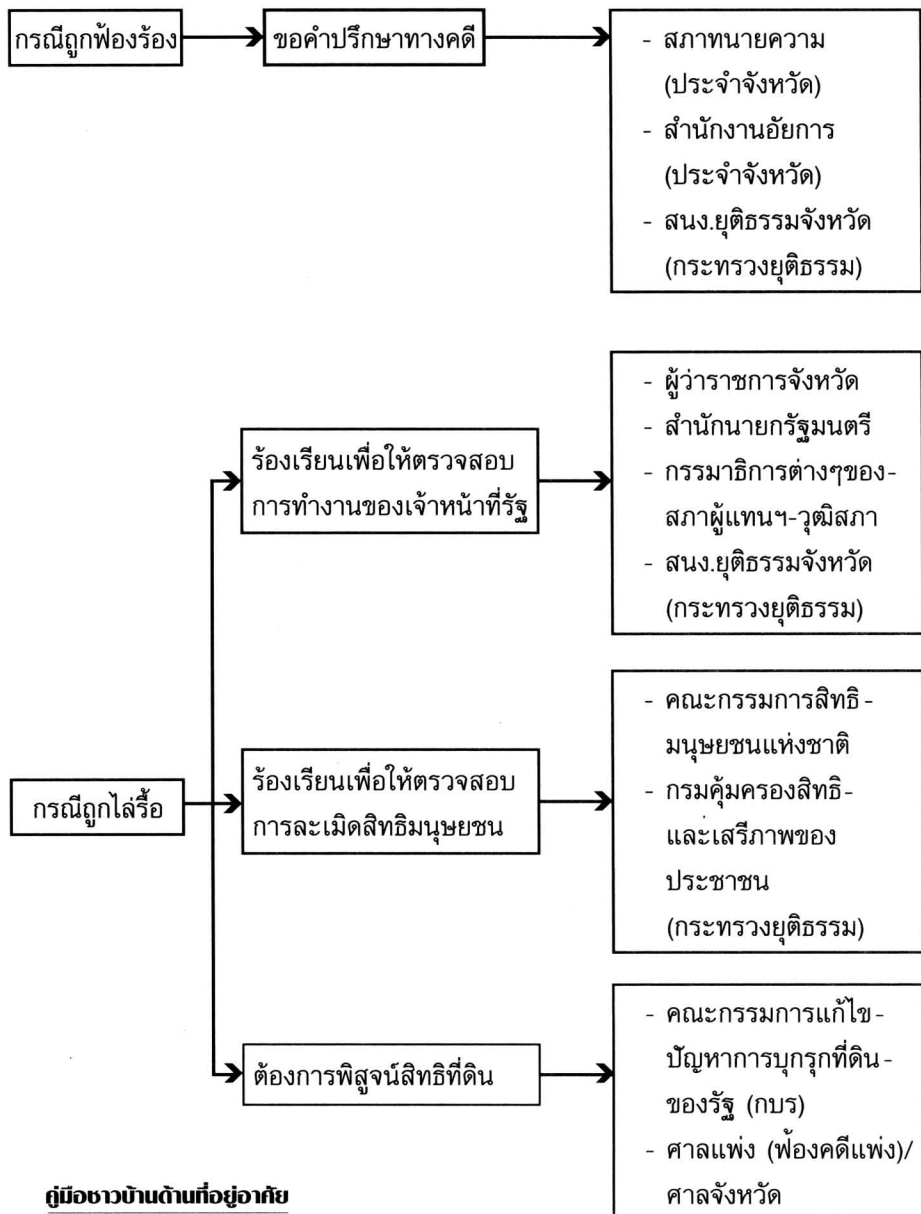 กรณีถูกฟ้องร้อง
ขอคำปรึกษาทางคดี
- สภาทนายความ
(ประจำจังหวัด)
- สำนักงานอัยการ
(ประจำจังหวัด)
- สนง.ยุติธรรมจังหวัด
(กระทรวงยุติธรรม)
กรณีถูกไล่รื้อ
ร้องเรียนเพื่อให้ตรวจสอบ
การทำงานของเจ้าหน้าที่รัฐ
- ผู้ว่าราชการจังหวัด
- สำนักนายกรัฐมนตรี
- กรรมาธิการต่างๆของ-
สภาผู้แทนฯ-วุฒิสภา
- สนง.ยุติธรรมจังหวัด
(กระทรวงยุติธรรม)
ร้องเรียนเพื่อให้ตรวจสอบ
การละเมิดสิทธิมนุษยชน
- คณะกรรมการสิทธิ-
มนุษยชนแห่งชาติ
- กรมคุ้มครองสิทธิ-
และเสรีภาพของ
ประชาชน
(กระทรวงยุติธรรม)
ต้องการพิสูจน์สิทธิที่ดิน
- คณะกรรมการแก้ไข-
ปัญหาการบุกรุกที่ดิน-
ของรัฐ (กบร)
- ศาลแพ่ง (ฟ้องคดีแพ่ง)/
ศาลจังหวัด
คู่มือชาวบ้านด้านที่อยู่อาศัย